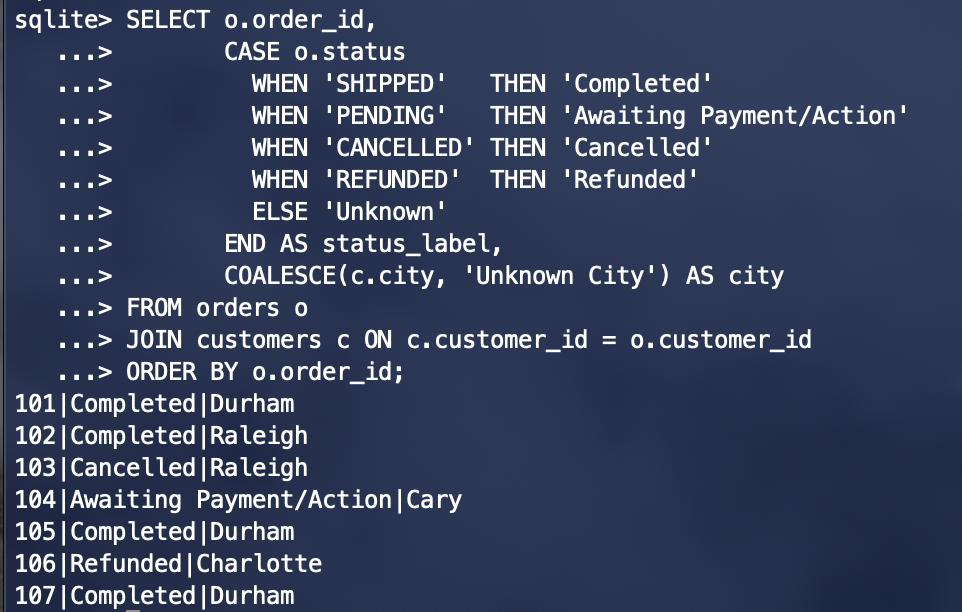 sqlite> SELECT o.order_id,
   ...>        CASE o.status
   ...>          WHEN 'SHIPPED'   THEN 'Completed'
   ...>          WHEN 'PENDING'   THEN 'Awaiting Payment/Action'
   ...>          WHEN 'CANCELLED' THEN 'Cancelled'
   ...>          WHEN 'REFUNDED'  THEN 'Refunded'
   ...>          ELSE 'Unknown'
   ...>        END AS status_label,
   ...>        COALESCE(c.city, 'Unknown City') AS city
   ...> FROM orders o
   ...> JOIN customers c ON c.customer_id = o.customer_id
   ...> ORDER BY o.order_id;
101|Completed|Durham
102|Completed|Raleigh
103|Cancelled|Raleigh
104|Awaiting Payment/Action|Cary
105|Completed|Durham
106|Refunded|Charlotte
107|Completed|Durham